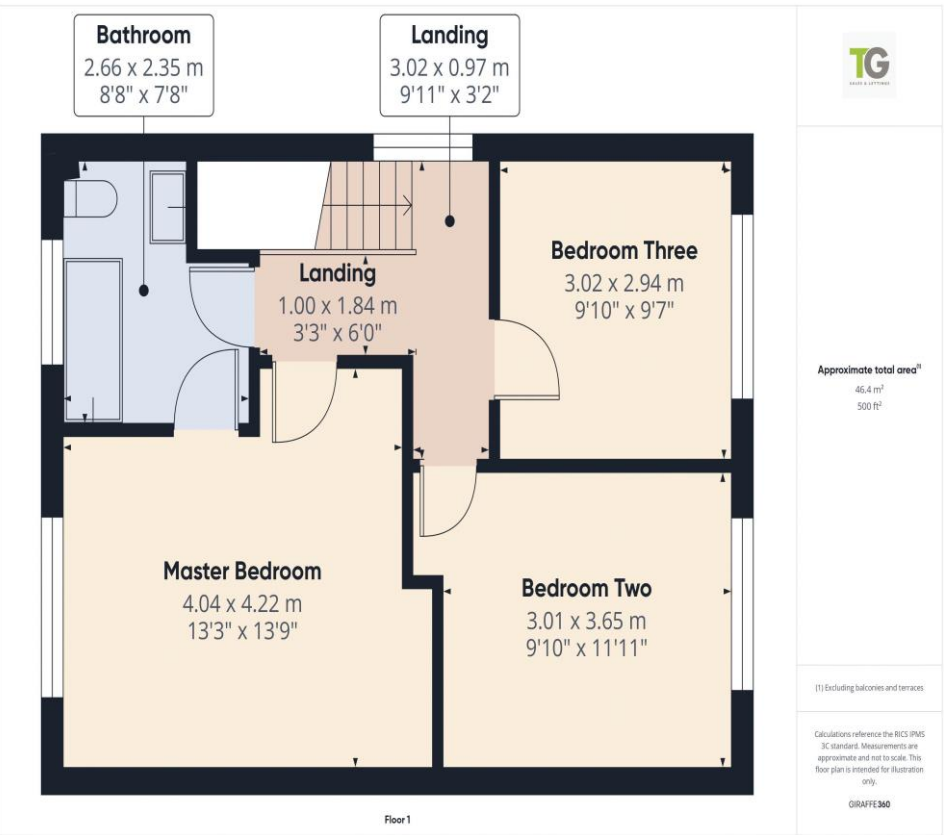 Bathroom
2.66 x 2.35 m
8'8" x 7'8"
Landing
3.02 x 0.97 m
9'11" x 3'2"
Landing
1.00 x 1.84 m
3'3" x 6'0"
Bedroom Three
3.02 x 2.94 m
9'10" x 9'7"
Master Bedroom
4.04 x 4.22 m
13'3" x 13'9"
Bedroom Two
3.01 x 3.65 m
9'10" x 11'11"
Floor 1
TG
SALES & LETTINGS
Approximate total area(1)
46.4 m²
500 ft²
(1) Excluding balconies and terraces
Calculations reference the RICS IPMS
3C standard. Measurements are
approximate and not to scale. This
floor plan is intended for illustration
only.
GIRAFFE360